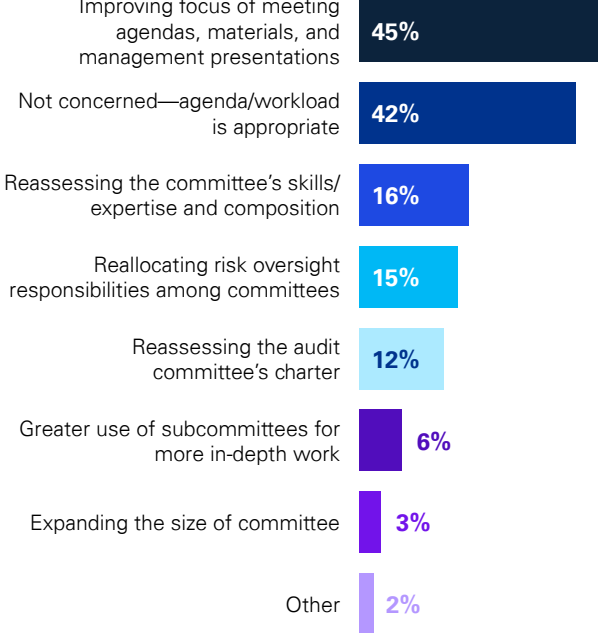 Improving focus of meeting
agendas, materials, and
management presentations
45%
Not concerned—agenda/workload
is appropriate
42%
Reassessing the committee's skills/
expertise and composition
16%
Reallocating risk oversight
responsibilities among committees
15%
Reassessing the audit
committee's charter
12%
Greater use of subcommittees for
more in-depth work
6%
Expanding the size of committee
3%
Other
2%